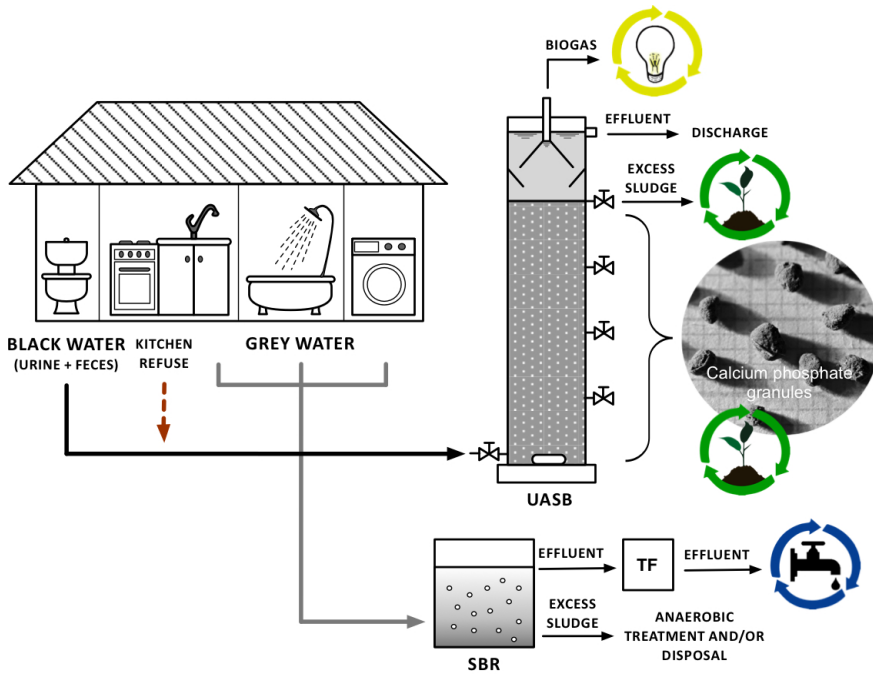 BIOGAS
EFFLUENT
DISCHARGE
EXCESS
SLUDGE
BLACK WATER
(URINE + FECES)
KITCHEN
REFUSE
GREY WATER
Calcium phosphate
granules
UASB
EFFLUENT
TF
EFFLUENT
EXCESS
SLUDGE
ANAEROBIC
TREATMENT AND/OR
DISPOSAL
SBR